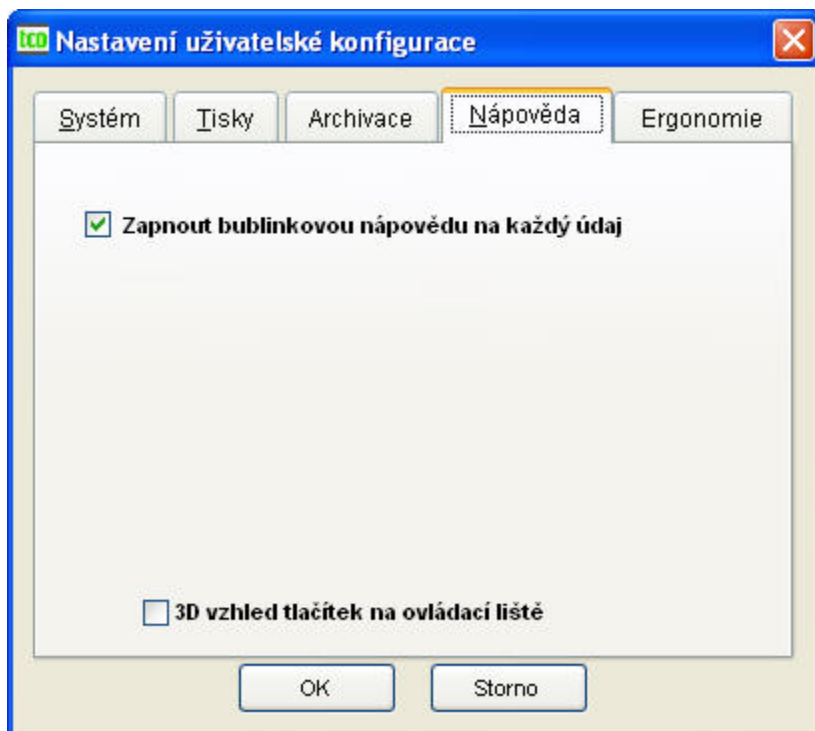 tco Nastavení uživatelské konfigurace
Systém Tisky Archivace Nápověda Ergonomie
Zapnout bublinkovou nápovědu na každý údaj
3D vzhled tlačítek na ovládací liště
OK Storno